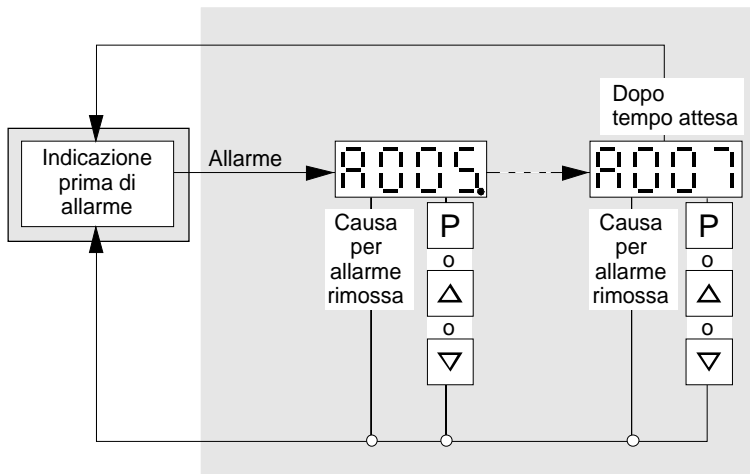 Dopo
tempo attesa
Indicazione
prima di
allarme
Allarme
A005.
A007
Causa
per
allarme
rimossa
P
o
o
Causa
per
allarme
rimossa
P
o
o